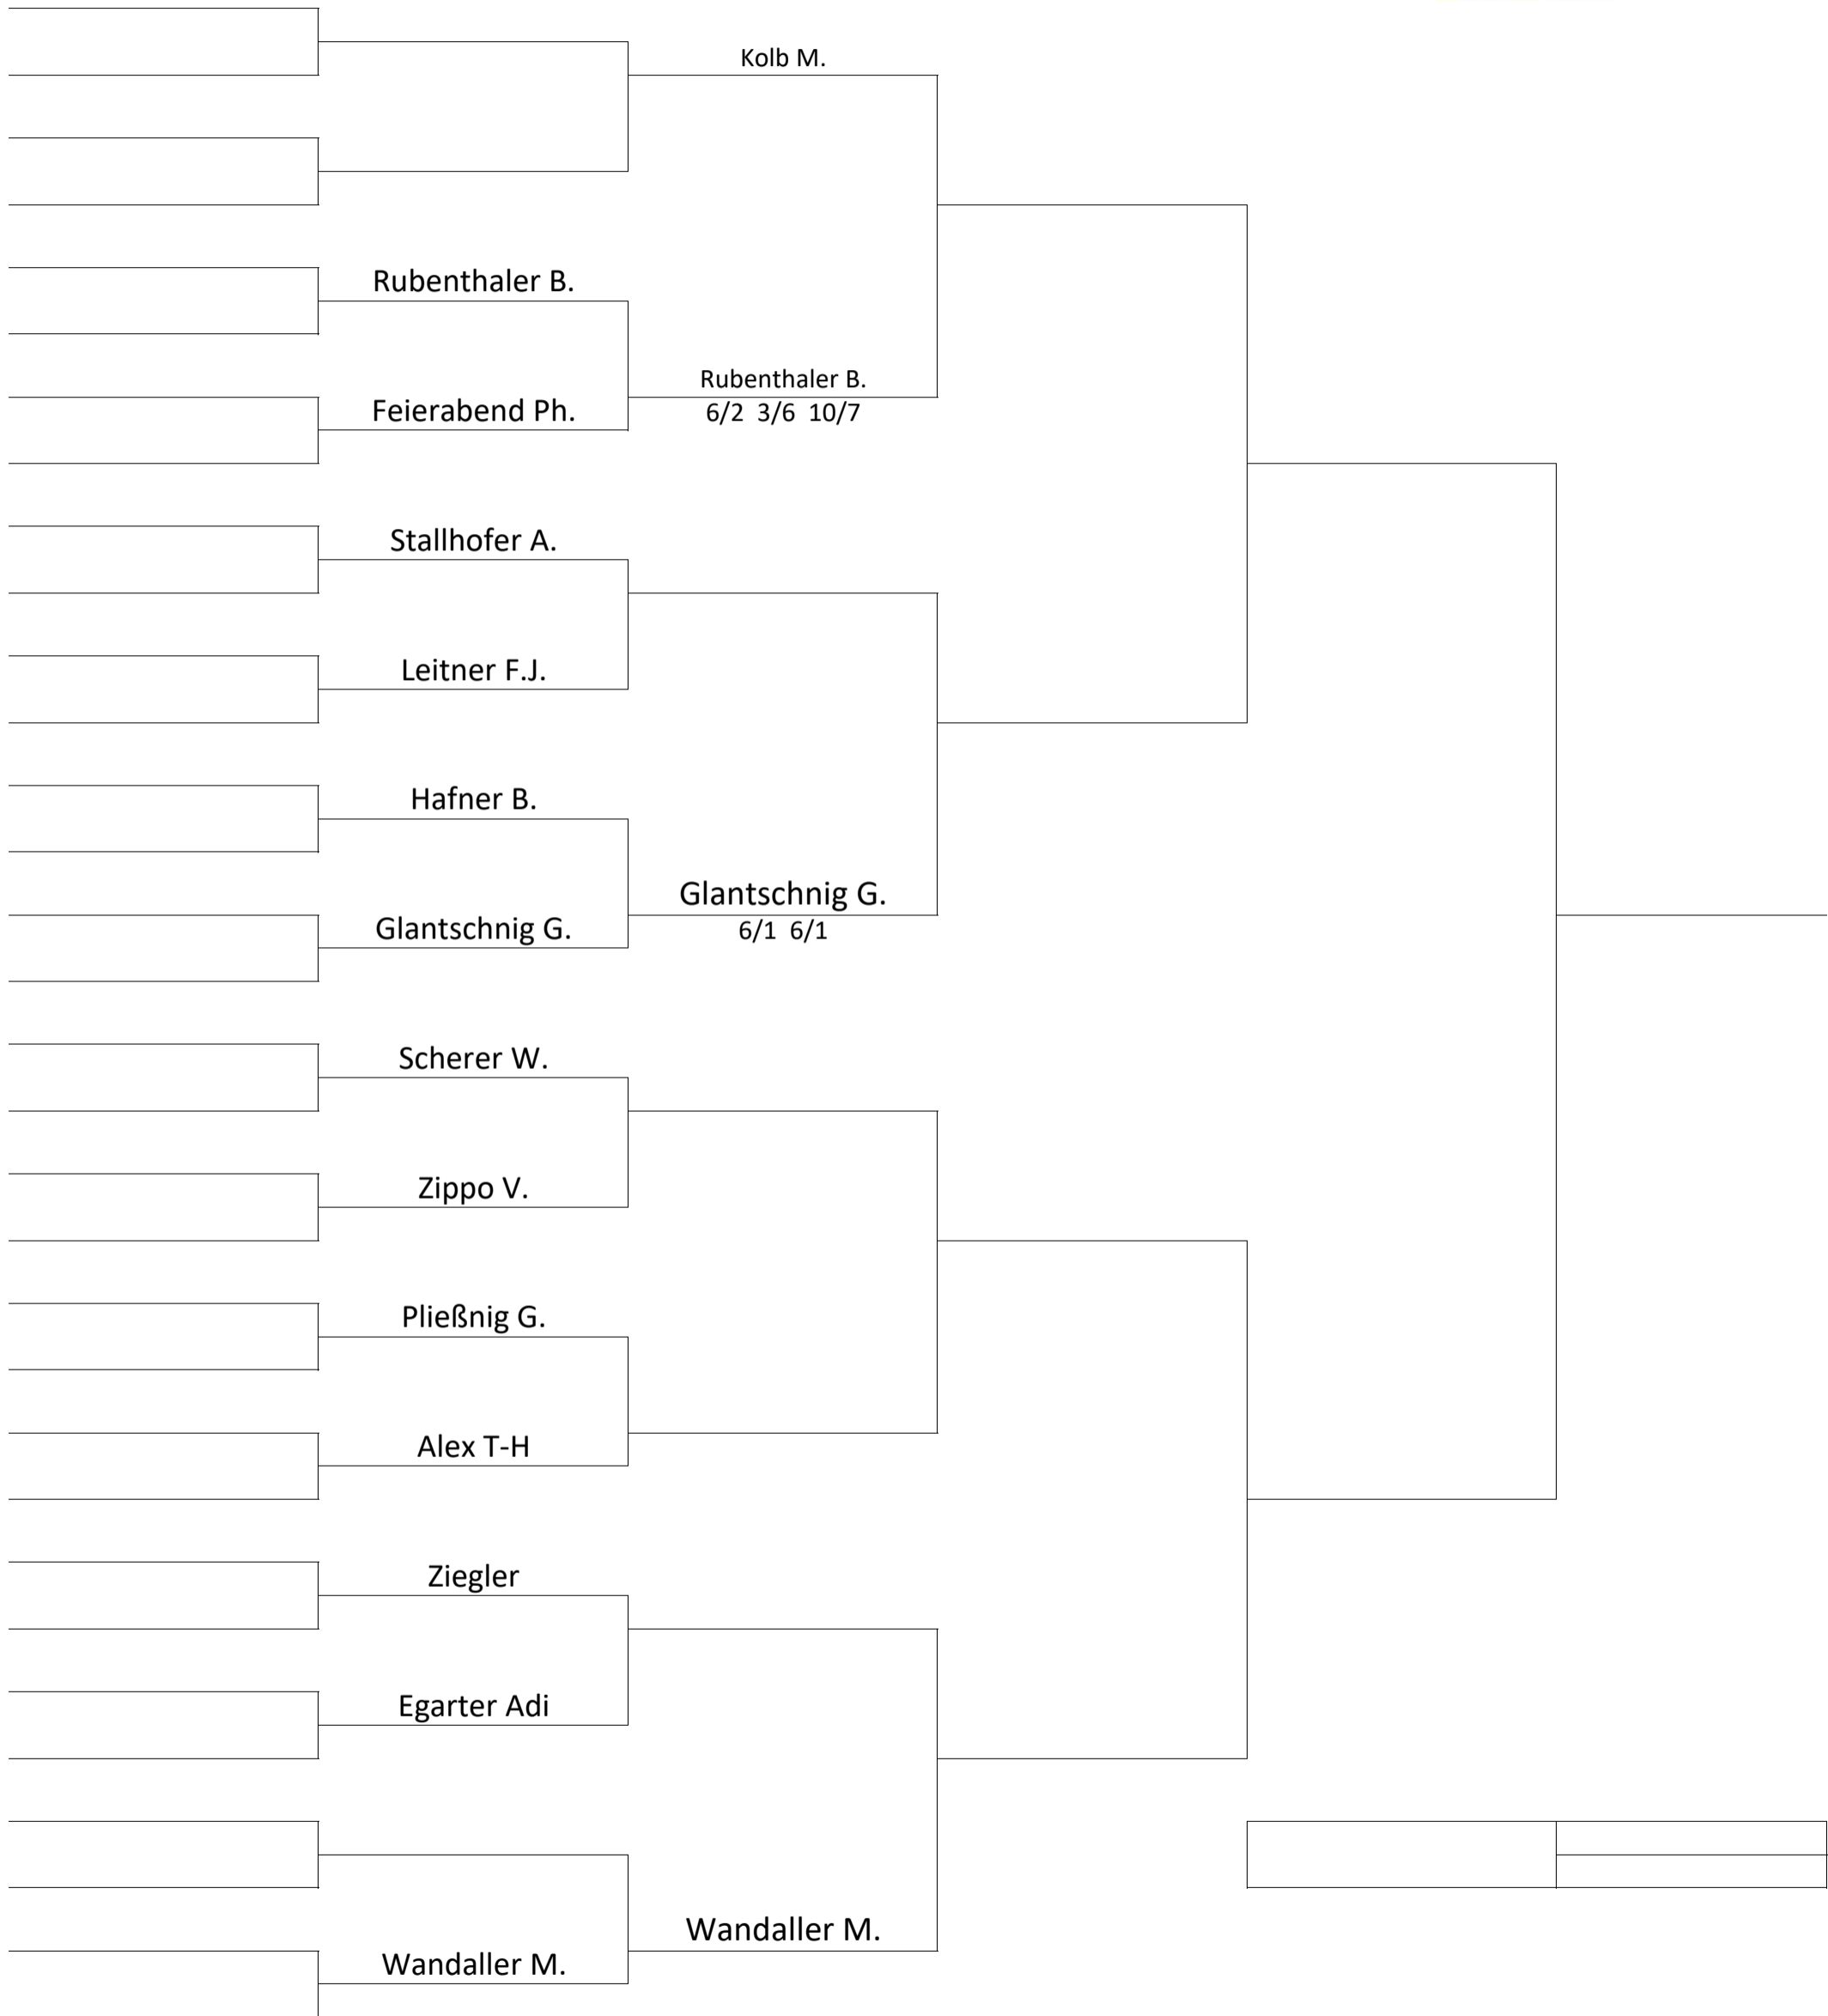 Kolb M.
Rubenthaler B.
Rubenthaler B.
Feierabend Ph.
6/2 3/6 10/7
Stallhofer A.
Leitner F.J.
Hafner B.
Glantschnig G.
Glantschnig G.
6/1 6/1
Scherer W.
Zippo V.
Pließnig G.
Alex T-H
Ziegler
Egarter Adi
Wandaller M.
Wandaller M.